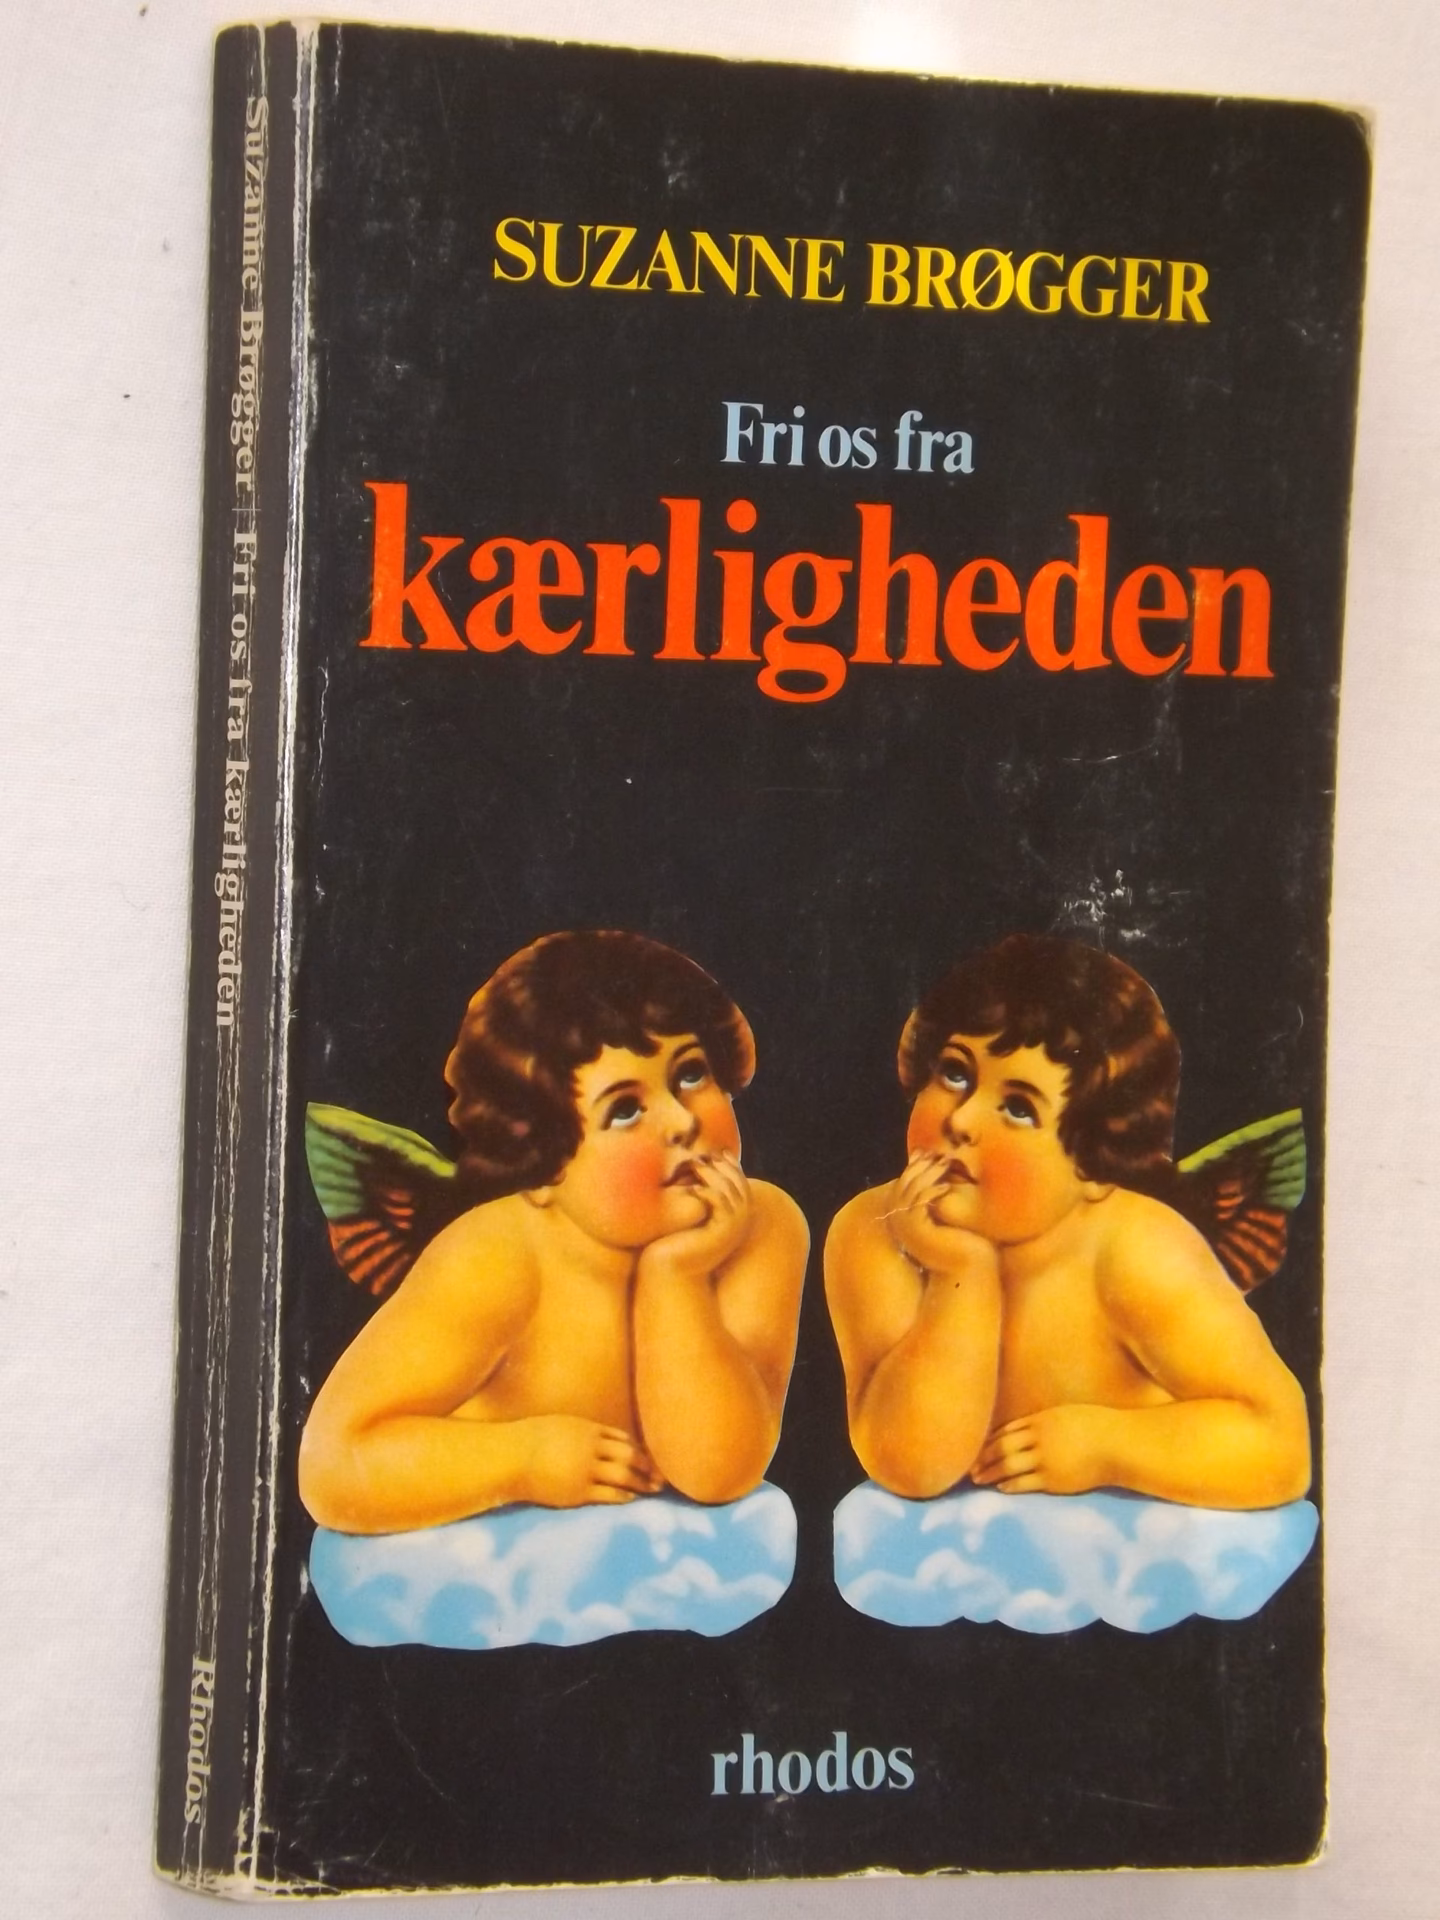 SUZANNE BRØGGER
Fri os fra
kærligheden
rhodos
Suzanne Brøgger Fri os fra kærligheden
Rhodos